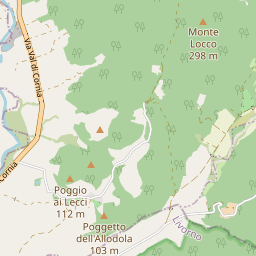 Monte
Locco
298 m
Via Val di Cornia
Cornia
Poggio
ai Lecci
112 m
Poggetto
dell'Allodola
103 m
Livorno